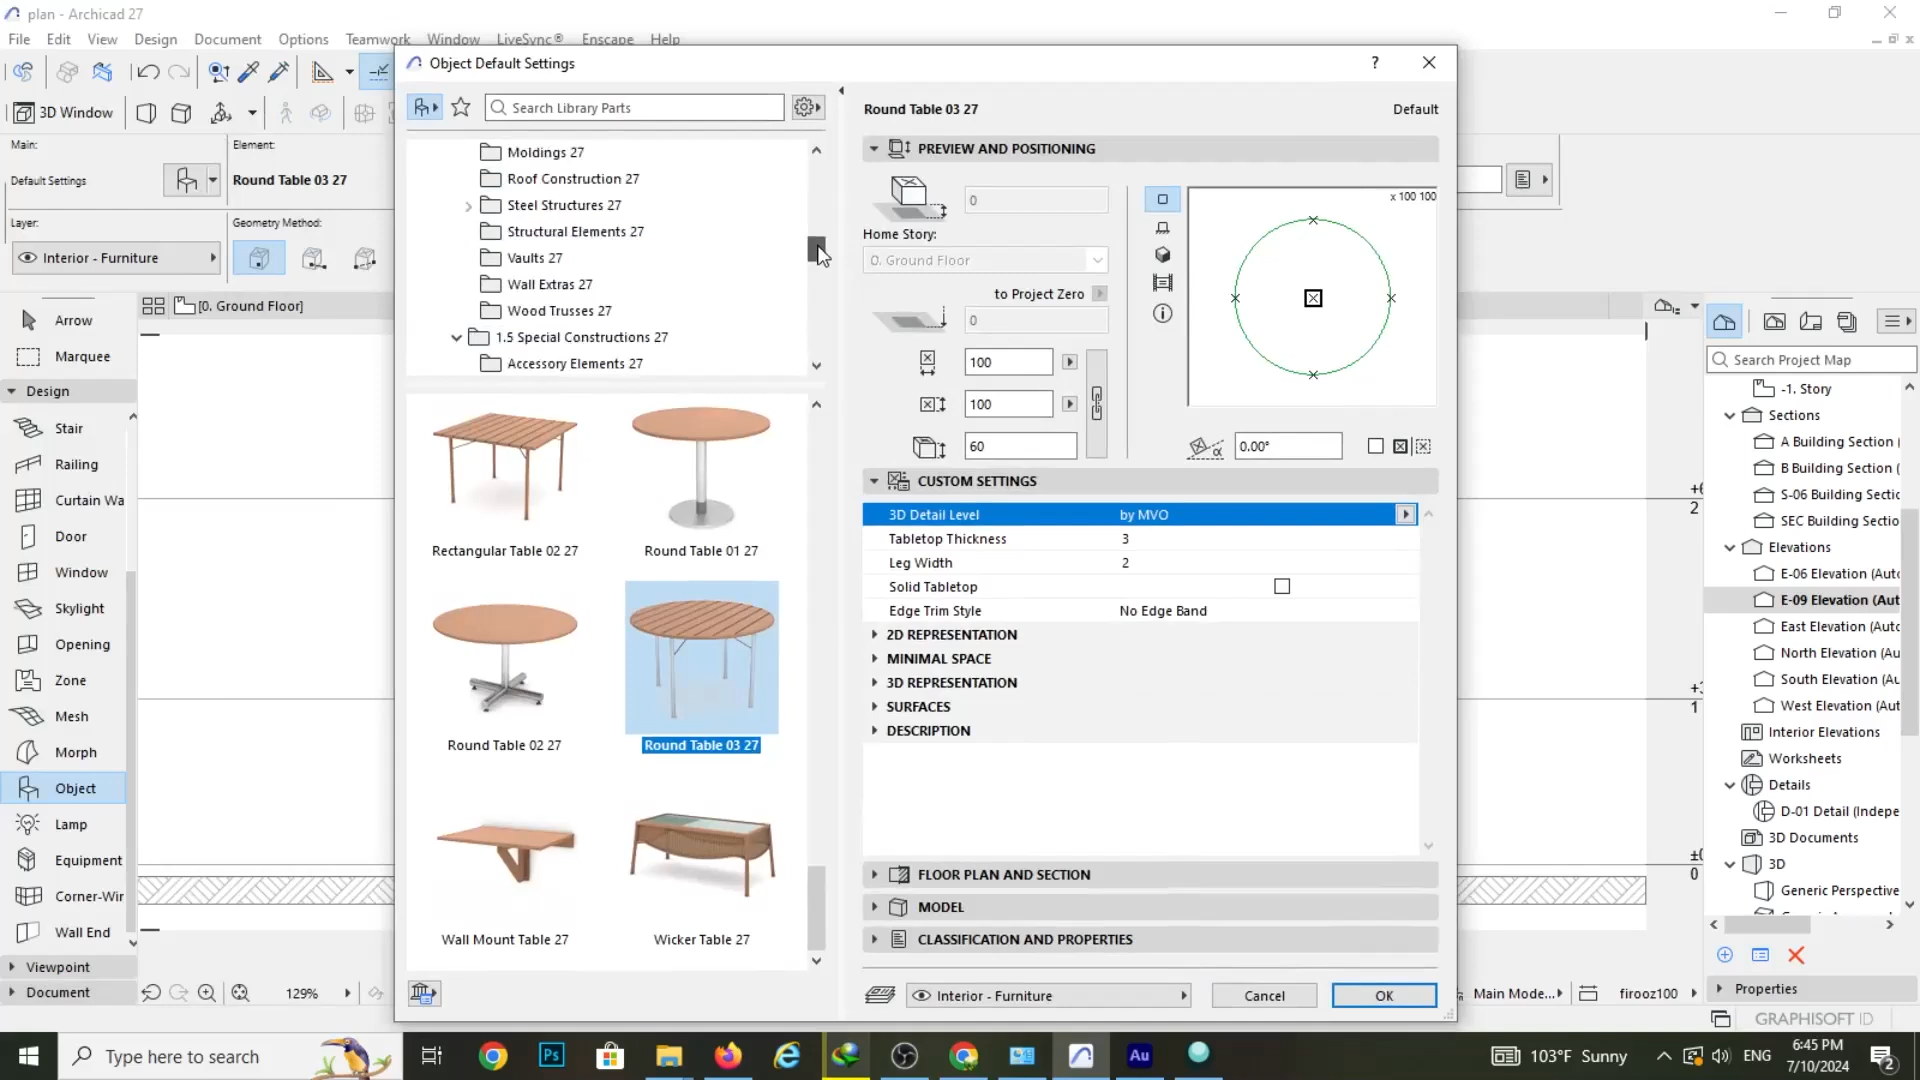 plan - Archicad 27
File Edit View Design Document Options Teamwork Window LiveSync® Enscape Help
3D Window
Main:
Default Settings
Element:
Round Table 03 27
Layer:
Interior - Furniture
Geometry Method:
[0. Ground Floor]
Arrow
Marquee
Design
Stair
Railing
Curtain Wa
Door
Window
Skylight
Opening
Zone
Mesh
Morph
Object
Lamp
Equipment
Corner-Wir
Wall End
Viewpoint
Document
129%
Object Default Settings
?
Search Library Parts
Moldings 27
Roof Construction 27
Steel Structures 27
Structural Elements 27
Vaults 27
Wall Extras 27
Wood Trusses 27
1.5 Special Constructions 27
Accessory Elements 27
Rectangular Table 02 27
Round Table 01 27
Round Table 02 27
Round Table 03 27
Wall Mount Table 27
Wicker Table 27
Round Table 03 27
Default
PREVIEW AND POSITIONING
0
Home Story:
0. Ground Floor
to Project Zero
0
100
100
60
x 100 100
0.00°
CUSTOM SETTINGS
3D Detail Level by MVO
Tabletop Thickness 3
Leg Width 2
Solid Tabletop
Edge Trim Style No Edge Band
2D REPRESENTATION
MINIMAL SPACE
3D REPRESENTATION
SURFACES
DESCRIPTION
FLOOR PLAN AND SECTION
MODEL
CLASSIFICATION AND PROPERTIES
Interior - Furniture
Cancel
OK
2
1
0
Search Project Map
-1. Story
Sections
A Building Section
B Building Section (
S-06 Building Sectio
SEC Building Sectio
Elevations
E-06 Elevation (Auto
E-09 Elevation (Aut
East Elevation (Auto
North Elevation (Au
South Elevation (Au
West Elevation (Aut
Interior Elevations
Worksheets
Details
D-01 Detail (Indepe
3D Documents
3D
Generic Perspective
Properties
Main Mode...
firooz100
GRAPHISOFT ID
Type here to search
Ps
Au
103°F Sunny
ENG
6:45 PM
7/10/2024
2